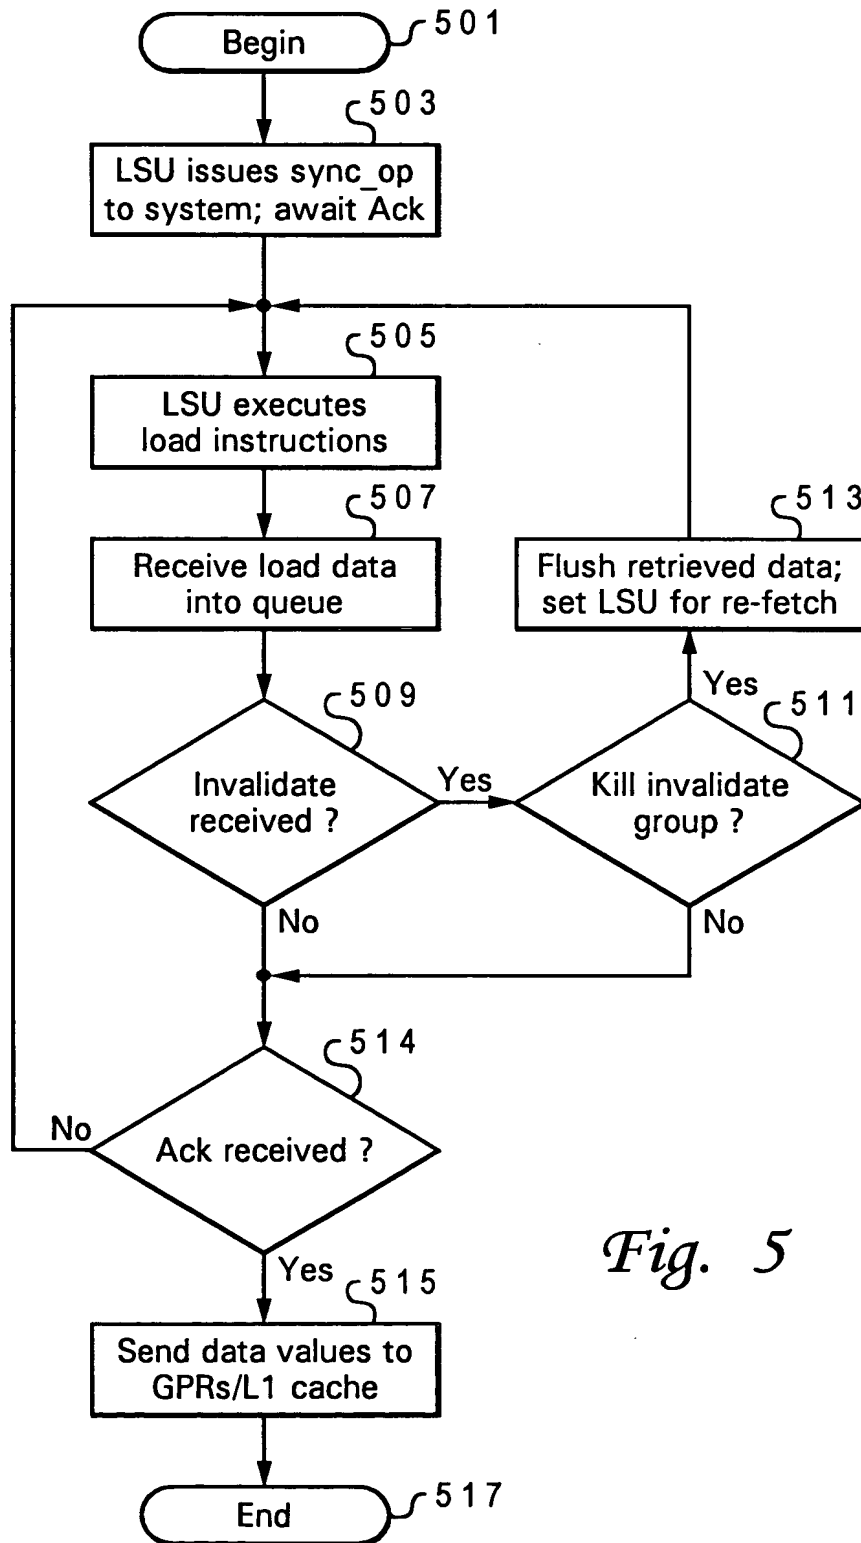 Begin
501
503
LSU issues sync_op
to system; await Ack
505
LSU executes
load instructions
507
Receive load data
into queue
513
Flush retrieved data;
set LSU for re-fetch
509
Invalidate
received ?
Yes
No
511
Kill invalidate
group ?
Yes
No
514
Ack received ?
No
Yes
515
Send data values to
GPRs/L1 cache
End
517
Fig. 5